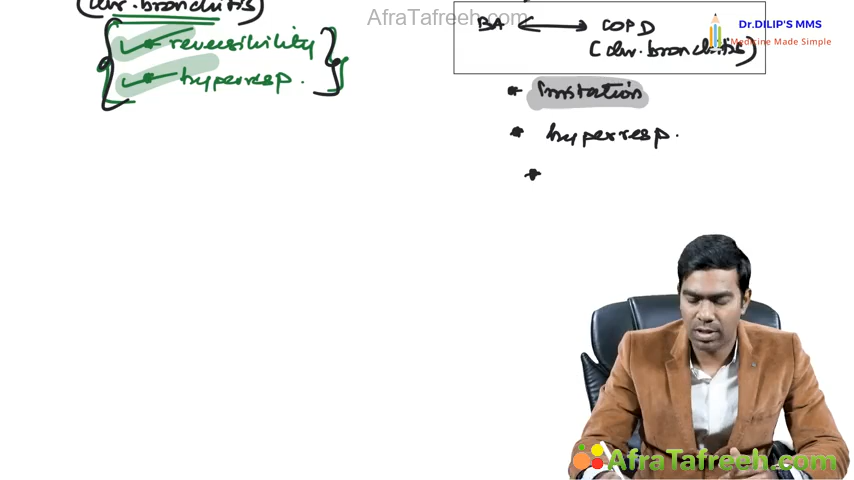 (chr. bronchitis)
reversibility
hyperresp.
AfraTafreeh.com
BA ↔ COPD
(chr. bronchitis)
Dr.DILIP'S MMS
Medicine Made Simple
* Irritation
* hyperresp.
*
AfraTafreeh.com